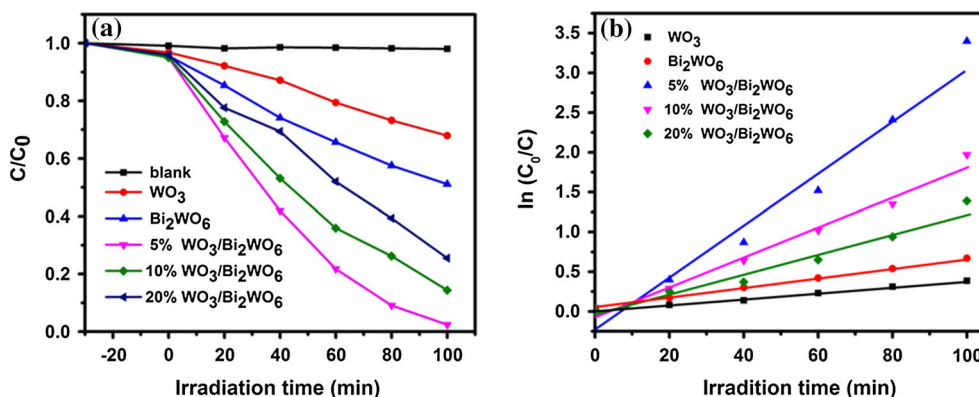 (a)
C/C0
1.0
0.8
0.6
0.4
0.2
0.0
blank
WO3
Bi2WO6
5% WO3/Bi2WO6
10% WO3/Bi2WO6
20% WO3/Bi2WO6
-20 0 20 40 60 80 100
Irradiation time (min)
(b)
ln (C0/C)
3.5
3.0
2.5
2.0
1.5
1.0
0.5
0.0
WO3
Bi2WO6
5% WO3/Bi2WO6
10% WO3/Bi2WO6
20% WO3/Bi2WO6
0 20 40 60 80 100
Irradition time (min)